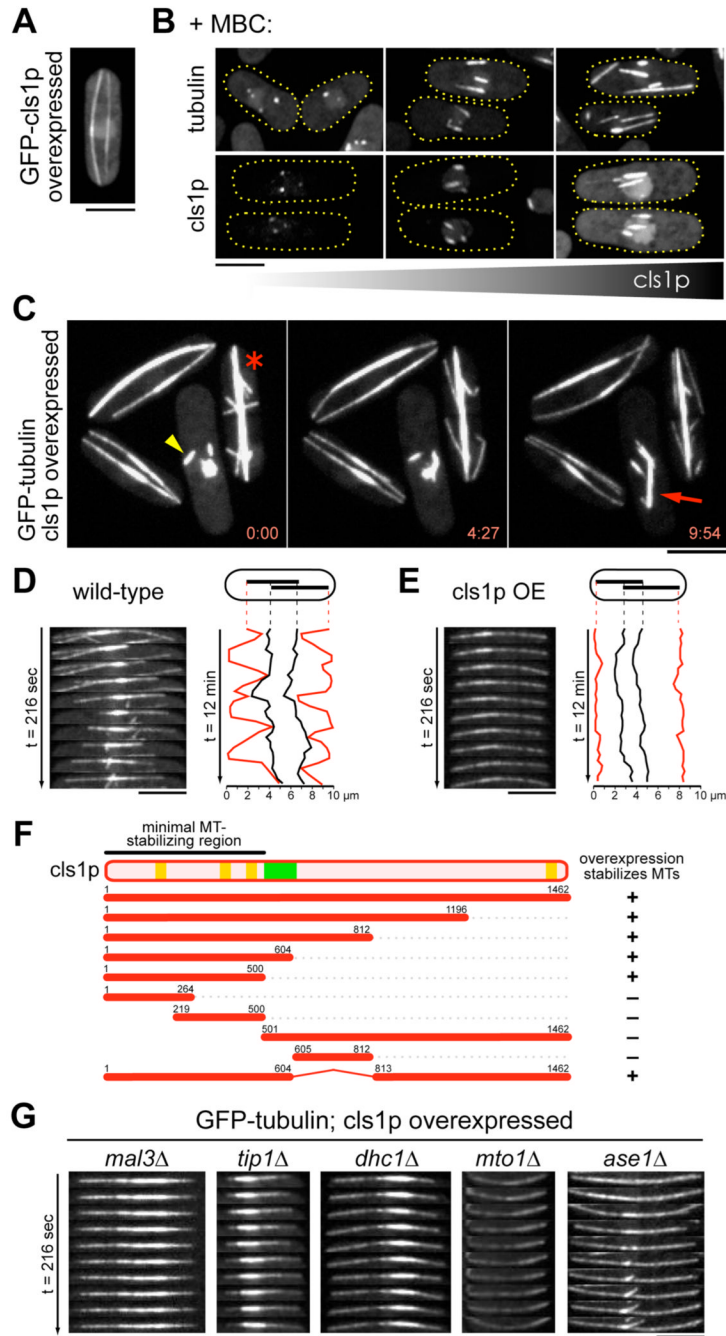 A
GFP-cls1p
overexpressed
B
+ MBC:
tubulin
cls1p
cls1p
C
GFP-tubulin
cls1p overexpressed
*
0:00
4:27
9:54
D
wild-type
t = 216 sec
t = 12 min
0 2 4 6 8 10 µm
E
cls1p OE
t = 216 sec
t = 12 min
0 2 4 6 8 10 µm
F
minimal MT-
stabilizing region
overexpression
stabilizes MTs
cls1p
1 1462 +
1 1196 +
1 812 +
1 604 +
1 500 +
1 264 –
219 500 –
501 1462 –
605 812 –
1 604 813 1462 +
G
GFP-tubulin; cls1p overexpressed
mal3Δ tip1Δ dhc1Δ mto1Δ ase1Δ
t = 216 sec